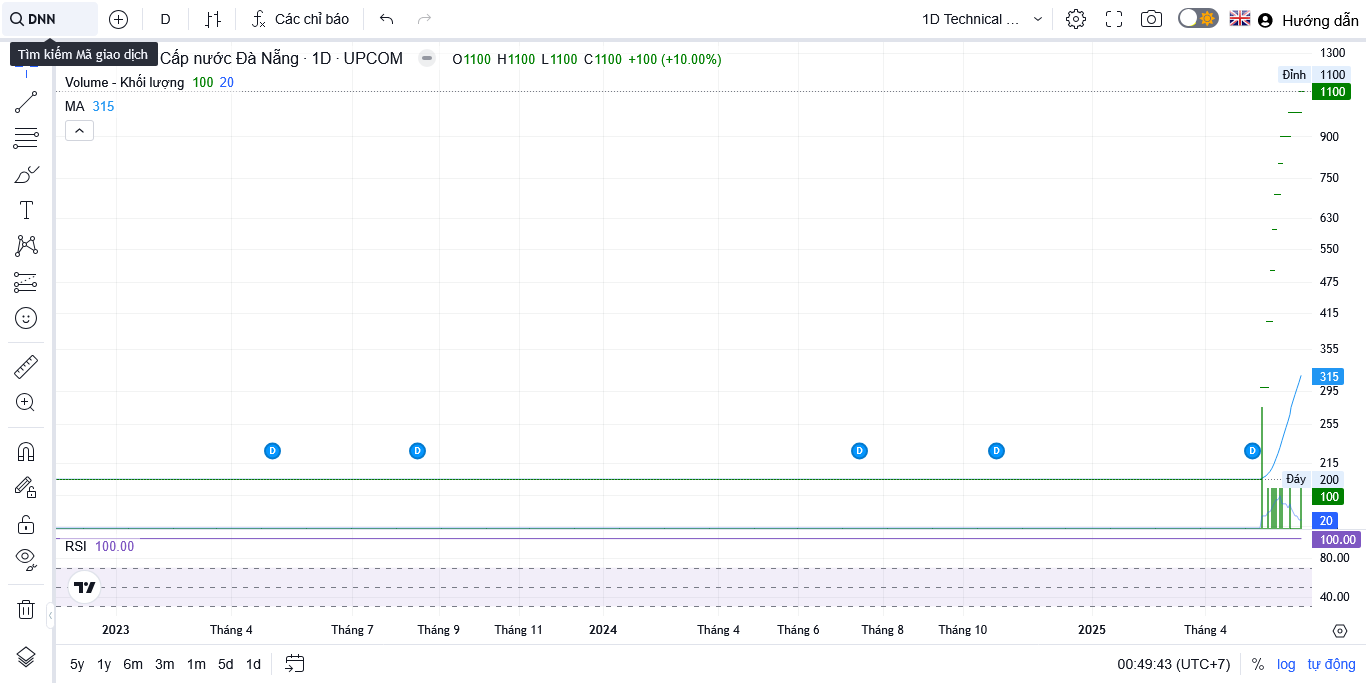 DNN D Các chỉ báo 1D Technical ... Hướng dẫn
Tìm kiếm Mã giao dịch
Cấp nước Đà Nẵng · 1D · UPCOM O1100 H1100 L1100 C1100 +100 (+10.00%)
Volume - Khối lượng 100 20
MA 315
1300
Đỉnh 1100
1100
900
750
630
550
475
415
355
315
295
255
215
Đáy 200
100
20
D D D D D
RSI 100.00
100.00
80.00
40.00
2023 Tháng 4 Tháng 7 Tháng 9 Tháng 11 2024 Tháng 4 Tháng 6 Tháng 8 Tháng 10 2025 Tháng 4
5y 1y 6m 3m 1m 5d 1d 00:49:43 (UTC+7) % log tự động